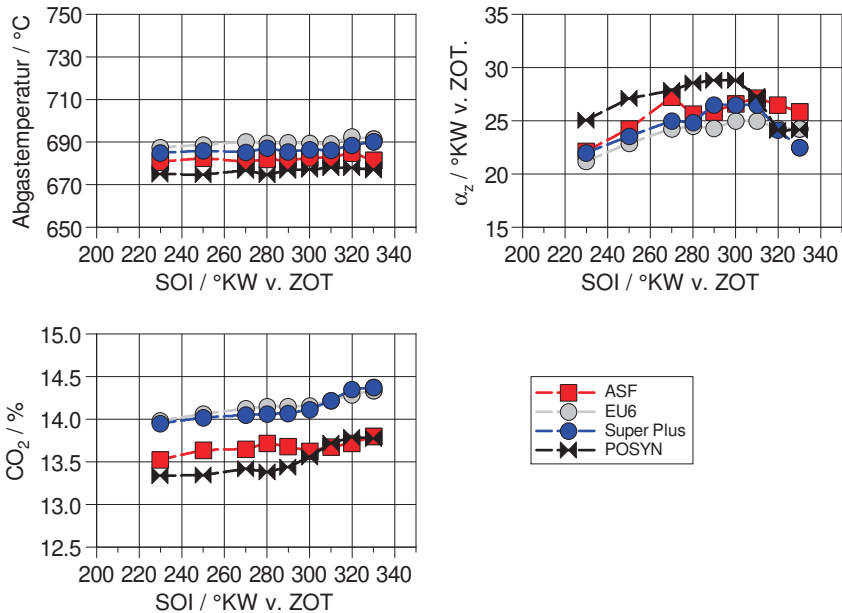 750
730
710
690
670
650
Abgastemperatur / °C
200 220 240 260 280 300 320 340
SOI / °KW v. ZOT
35
30
25
20
15
α_z / °KW v. ZOT.
200 220 240 260 280 300 320 340
SOI / °KW v. ZOT
15.0
14.5
14.0
13.5
13.0
12.5
CO₂ / %
200 220 240 260 280 300 320 340
SOI / °KW v. ZOT
ASF
EU6
Super Plus
POSYN